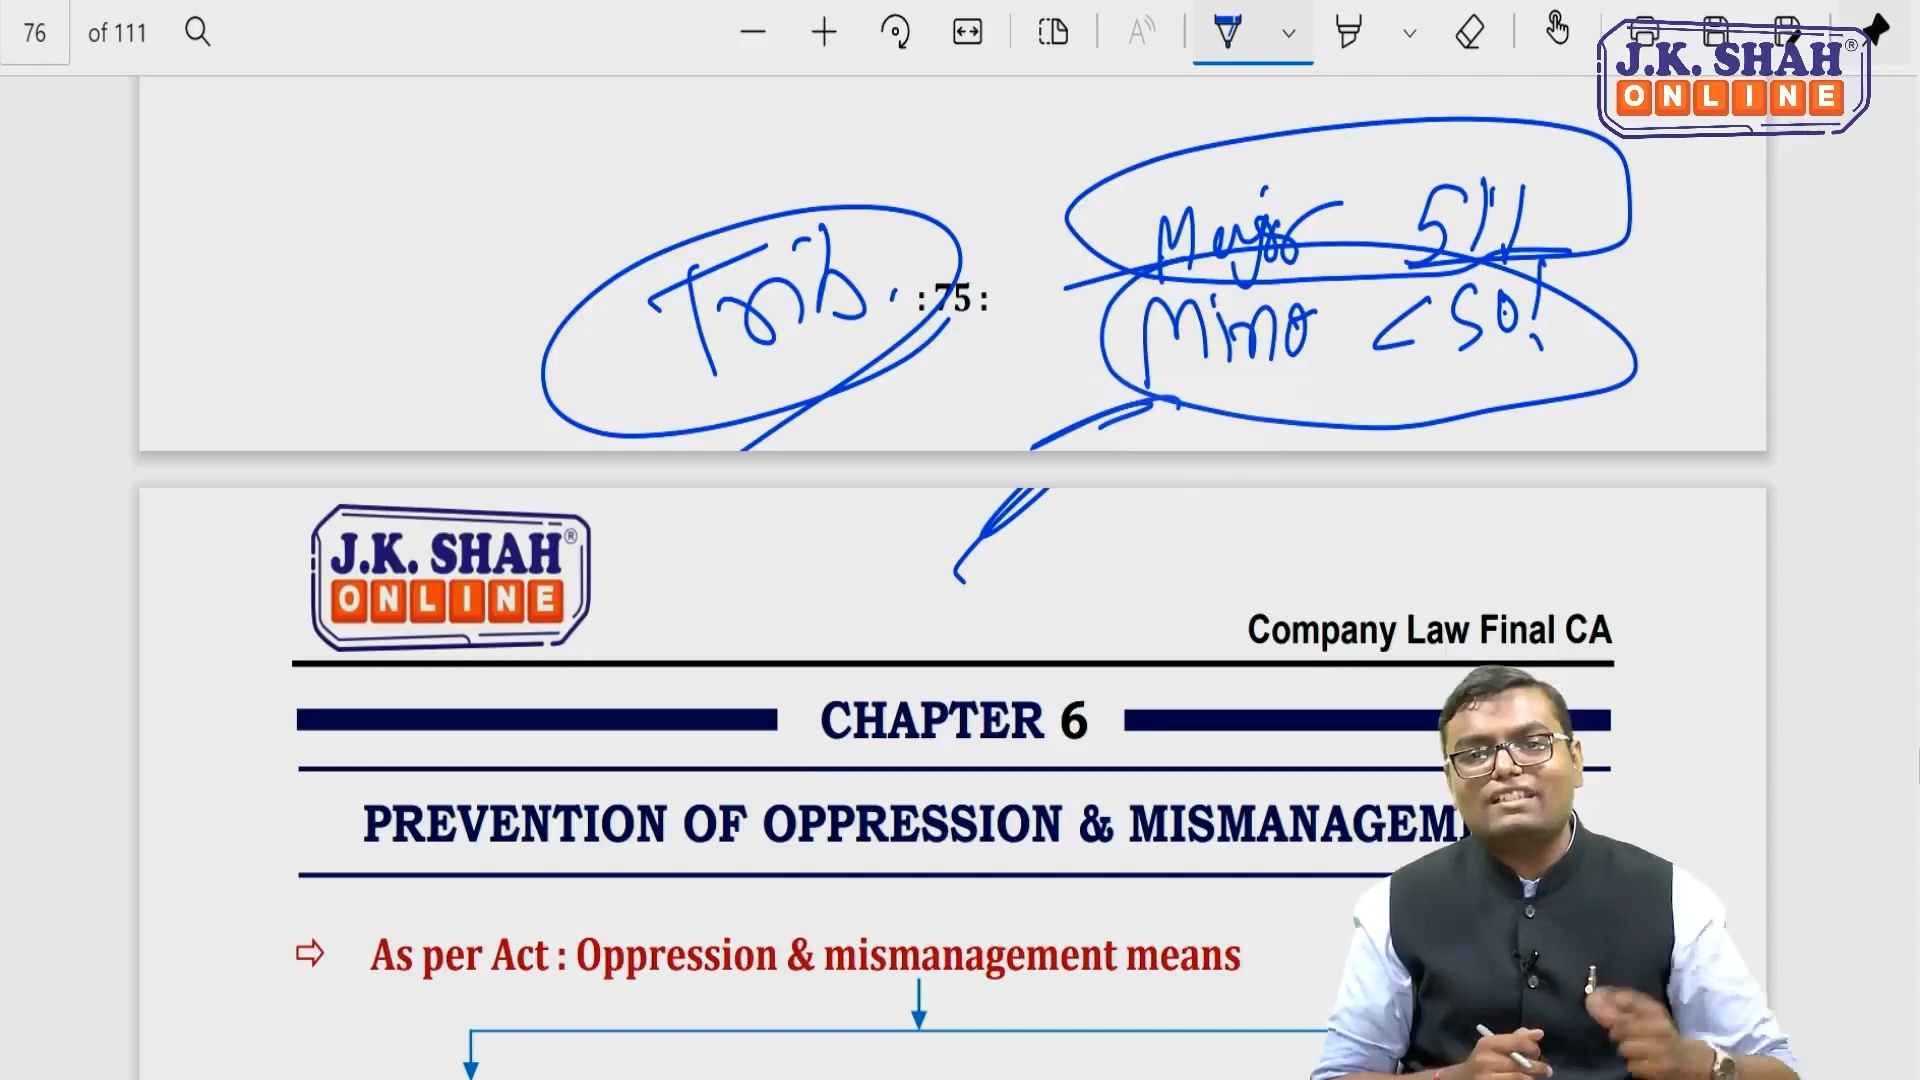 76 of 111
J.K. SHAH®
ONLINE
Major 51%
Trib.
: 75 :
Mino < 50%
J.K. SHAH®
ONLINE
Company Law Final CA
CHAPTER 6
PREVENTION OF OPPRESSION & MISMANAGEM
⇨ As per Act : Oppression & mismanagement means